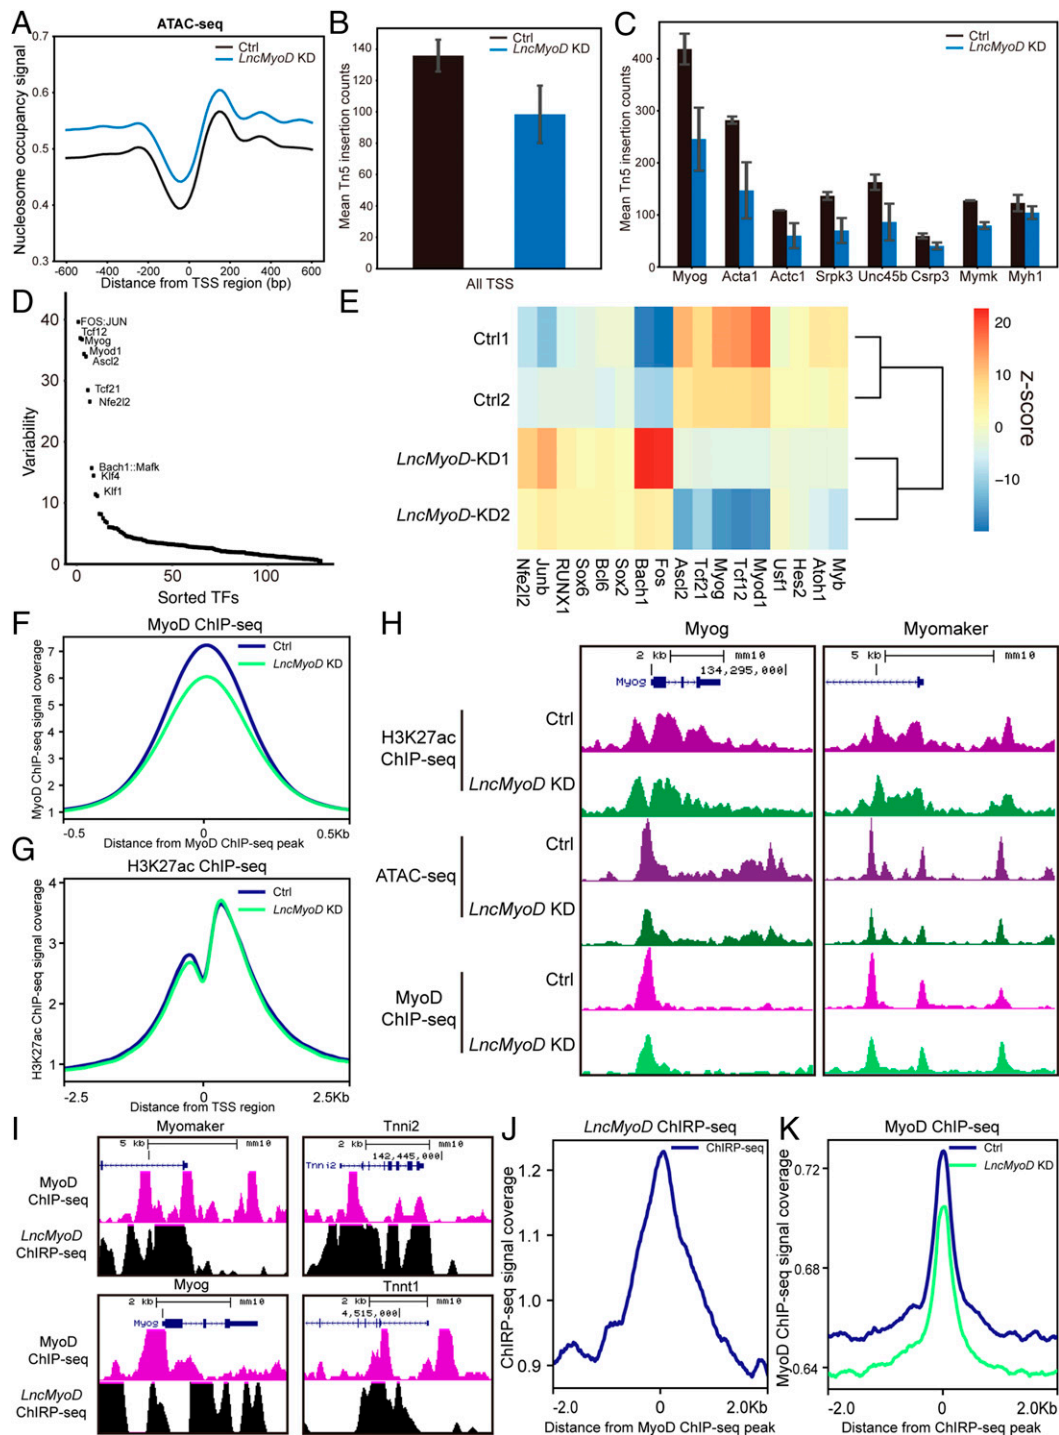 A
ATAC-seq
Ctrl
LncMyoD KD
Nucleosome occupancy signal
0.7
0.6
0.5
0.4
0.3
-600 -400 -200 0 200 400 600
Distance from TSS region (bp)
B
Ctrl
LncMyoD KD
Mean Tn5 insertion counts
140
120
100
80
60
40
20
0
All TSS
C
Ctrl
LncMyoD KD
Mean Tn5 insertion counts
400
300
200
100
0
Myog Acta1 Actc1 Srpk3 Unc45b Csrp3 Mymk Myh1
D
Variability
40
30
20
10
0
FOS:JUN
Tcf12
Myog
Myod1
Ascl2
Tcf21
Nfe2l2
Bach1::Mafk
Klf4
Klf1
0 50 100
Sorted TFs
E
Ctrl1
Ctrl2
LncMyoD-KD1
LncMyoD-KD2
Nfe2l2 Junb RUNX1 Sox6 Bcl6 Sox2 Bach1 Fos Ascl2 Tcf21 Myog Tcf12 Myod1 Usf1 Hes2 Atoh1 Myb
20
10
0
−10
z-score
F
MyoD ChIP-seq
Ctrl
LncMyoD KD
MyoD ChIP-seq signal coverage
7
6
5
4
3
2
1
-0.5 0 0.5Kb
Distance from MyoD ChIP-seq peak
G
H3K27ac ChIP-seq
Ctrl
LncMyoD KD
H3K27ac ChIP-seq signal coverage
4
3
2
1
-2.5 0 2.5Kb
Distance from TSS region
H
Myog
Myomaker
2 kb mm10
134,295,000
Myog
5 kb mm10
H3K27ac
ChIP-seq
Ctrl
LncMyoD KD
ATAC-seq
Ctrl
LncMyoD KD
MyoD
ChIP-seq
Ctrl
LncMyoD KD
I
Myomaker
5 kb mm10
Tnni2
2 kb mm10
142,445,000
Tnni2
MyoD
ChIP-seq
LncMyoD
ChIRP-seq
Myog
2 kb mm10
Myog
Tnnt1
2 kb mm10
4,515,000
MyoD
ChIP-seq
LncMyoD
ChIRP-seq
J
LncMyoD ChIRP-seq
ChIRP-seq
ChIRP-seq signal coverage
1.2
1.1
1.0
0.9
-2.0 0 2.0Kb
Distance from MyoD ChIP-seq peak
K
MyoD ChIP-seq
Ctrl
LncMyoD KD
MyoD ChIP-seq signal coverage
0.72
0.68
0.64
-2.0 0 2.0Kb
Distance from ChIRP-seq peak